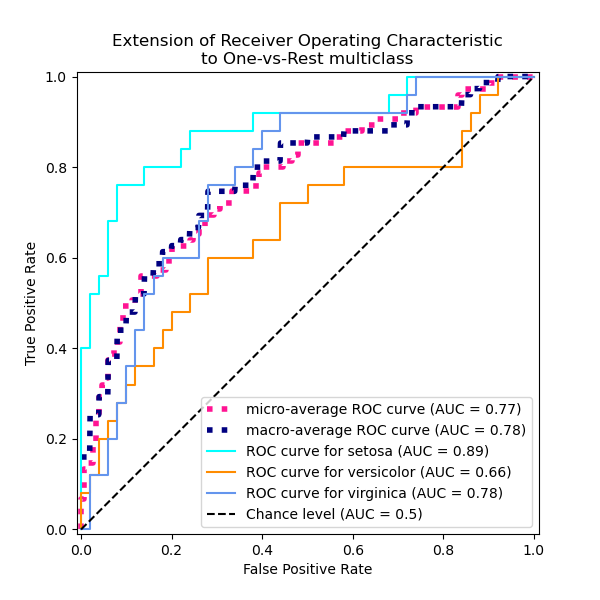 Extension of Receiver Operating Characteristic
to One-vs-Rest multiclass
True Positive Rate
1.0
0.8
0.6
0.4
0.2
0.0
micro-average ROC curve (AUC = 0.77)
macro-average ROC curve (AUC = 0.78)
ROC curve for setosa (AUC = 0.89)
ROC curve for versicolor (AUC = 0.66)
ROC curve for virginica (AUC = 0.78)
Chance level (AUC = 0.5)
0.0 0.2 0.4 0.6 0.8 1.0
False Positive Rate